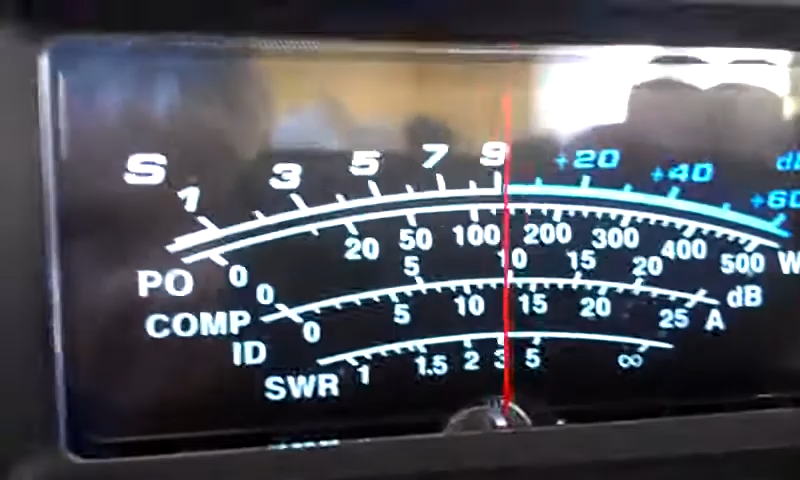 S 1 3 5 7 9 +20 +40 +60 dB
PO 0 20 50 100 200 300 400 500 W
COMP 0 5 10 15 20 dB
ID 0 5 10 15 20 25 A
SWR 1 1.5 2 3 5 ∞